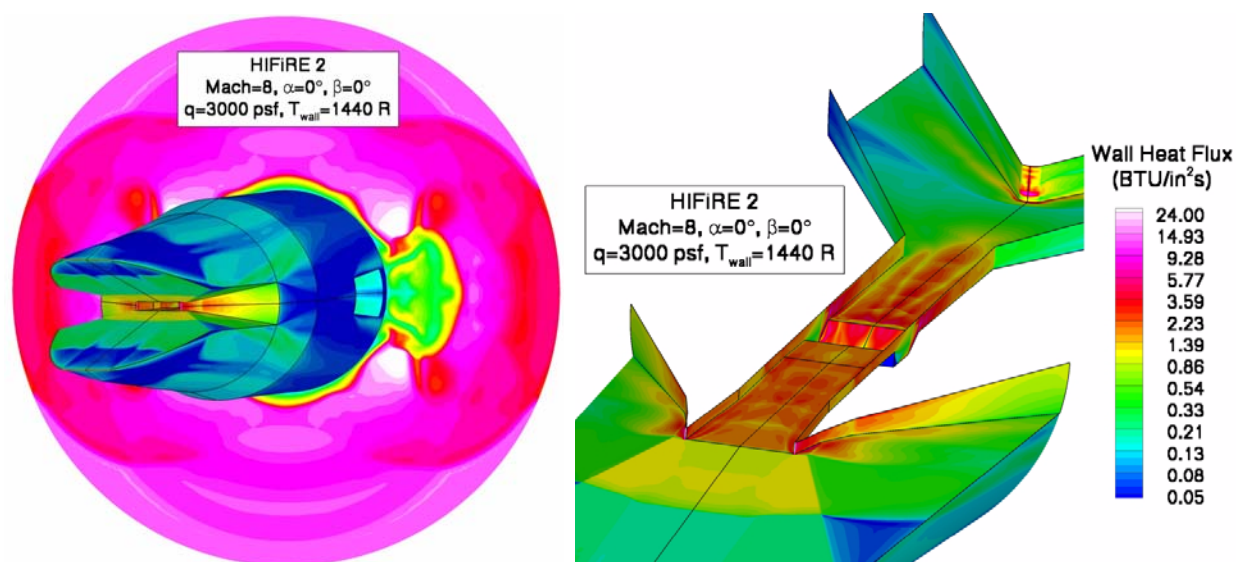 HIFiRE 2
Mach=8, α=0°, β=0°
q=3000 psf, T_wall=1440 R
HIFiRE 2
Mach=8, α=0°, β=0°
q=3000 psf, T_wall=1440 R
Wall Heat Flux
(BTU/in²s)
24.00
14.93
9.28
5.77
3.59
2.23
1.39
0.86
0.54
0.33
0.21
0.13
0.08
0.05